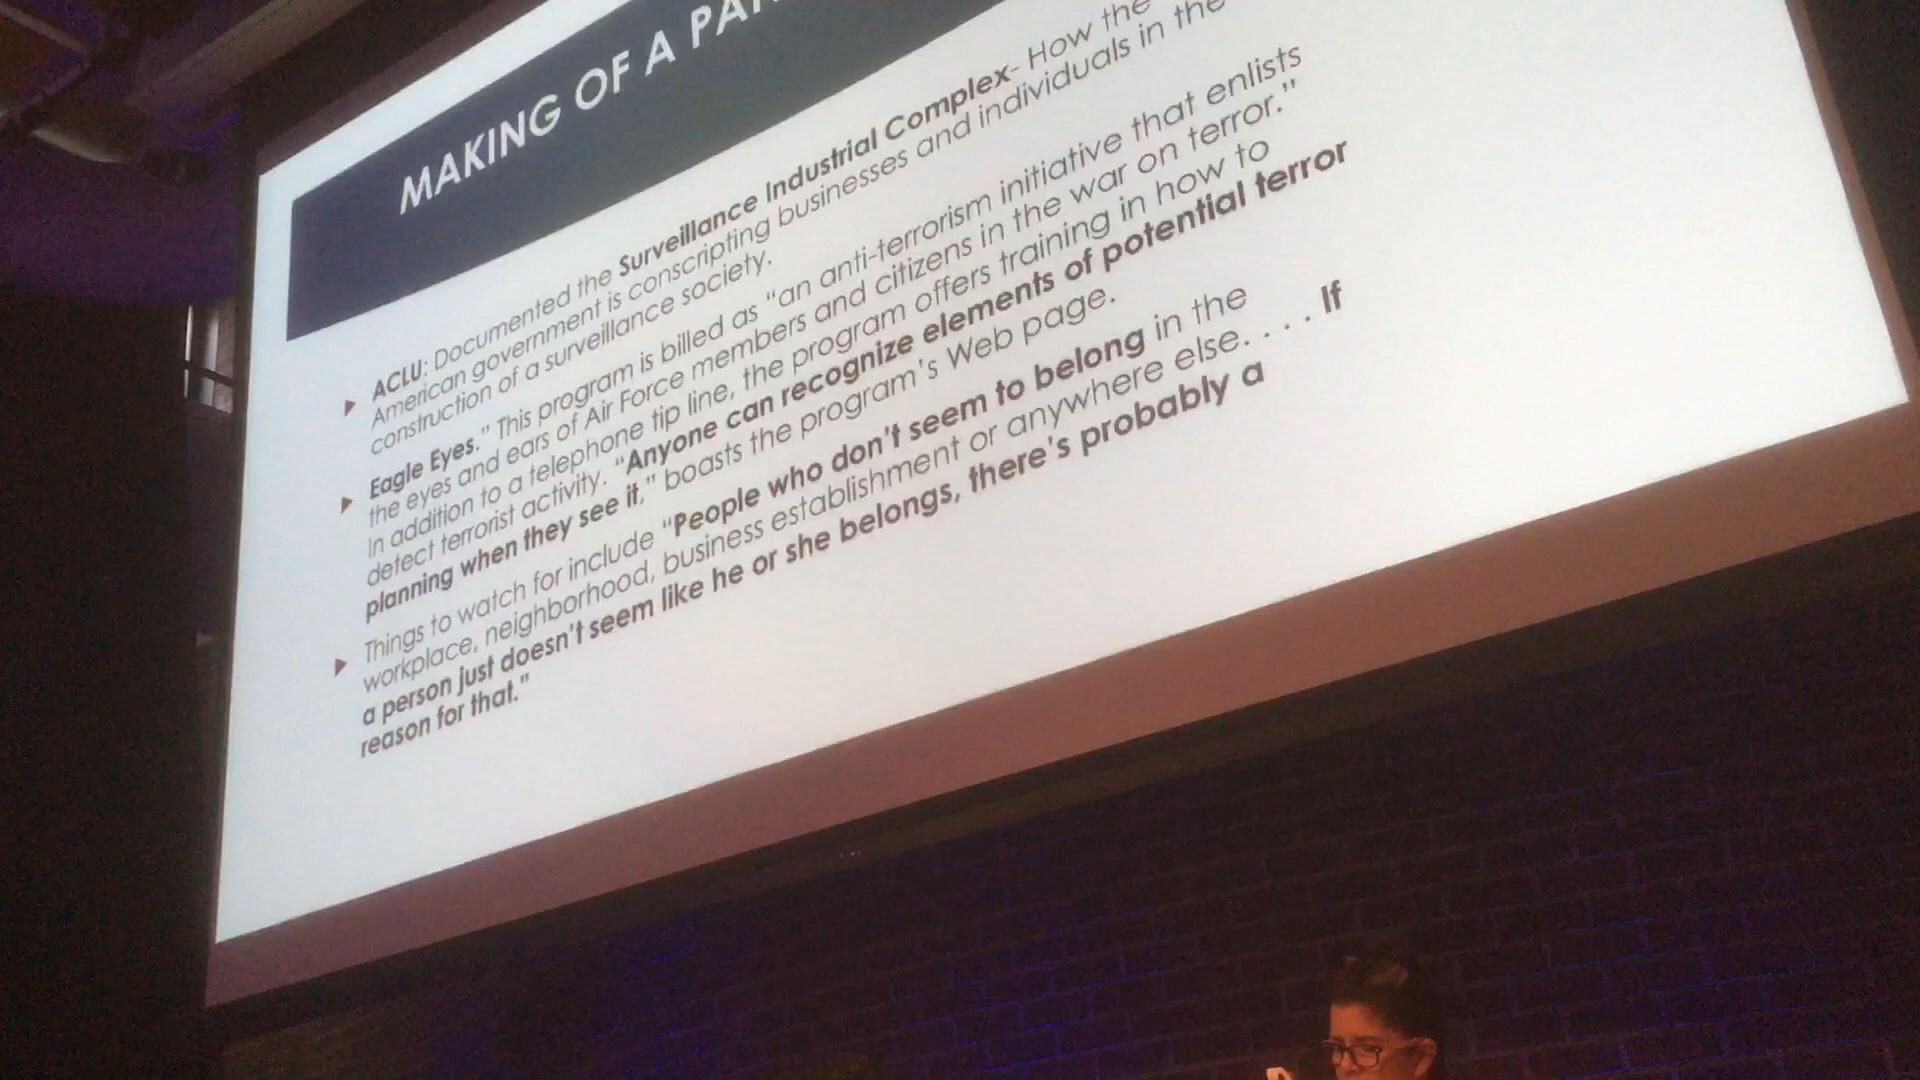 MAKING OF A PAR
ACLU: Documented the Surveillance Industrial Complex- How the
American government is conscripting businesses and individuals in the
construction of a surveillance society.
Eagle Eyes." This program is billed as "an anti-terrorism initiative that enlists
the eyes and ears of Air Force members and citizens in the war on terror."
In addition to a telephone tip line, the program offers training in how to
detect terrorist activity. "Anyone can recognize elements of potential terror
planning when they see it," boasts the program's Web page.
Things to watch for include "People who don't seem to belong in the
workplace, neighborhood, business establishment or anywhere else. . . . If
a person just doesn't seem like he or she belongs, there's probably a
reason for that."